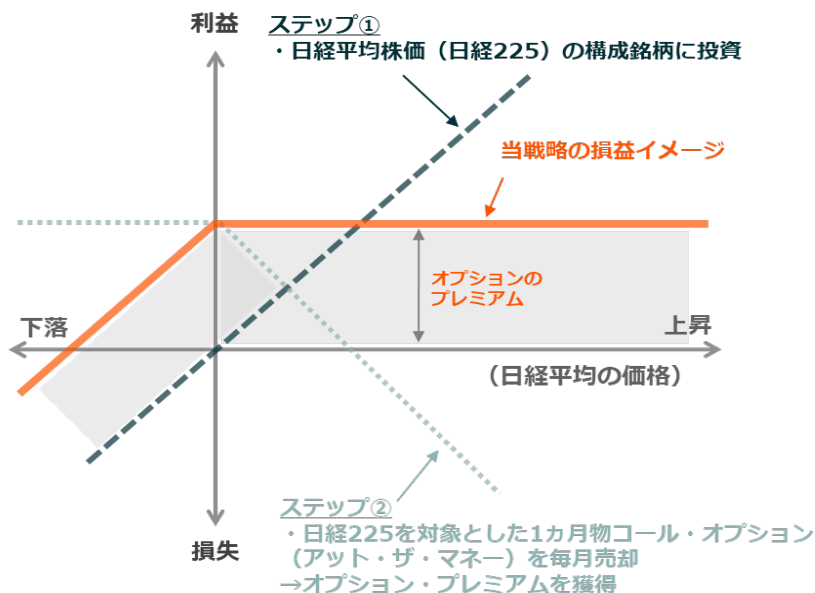 利益
ステップ①
・日経平均株価（日経225）の構成銘柄に投資
当戦略の損益イメージ
オプションの
プレミアム
下落
上昇
（日経平均の価格）
ステップ②
・日経225を対象とした1ヵ月物コール・オプション
（アット・ザ・マネー）を毎月売却
→オプション・プレミアムを獲得
損失